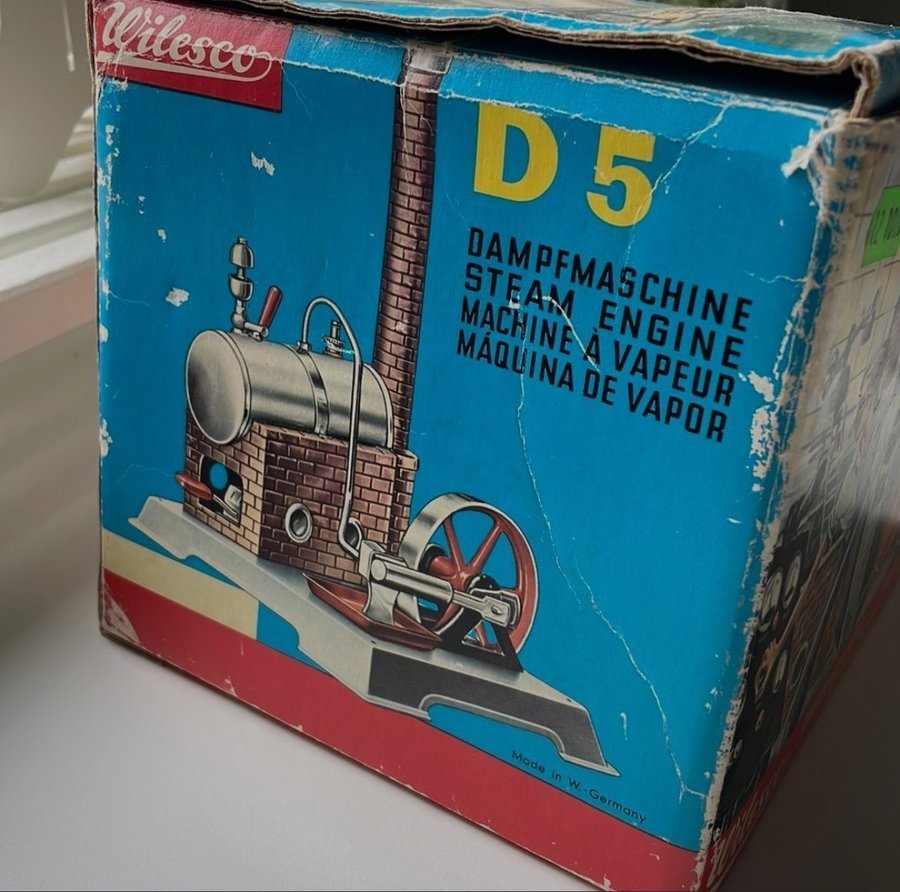 Wilesco
D 5
DAMPFMASCHINE
STEAM ENGINE
MACHINE À VAPEUR
MÁQUINA DE VAPOR
Made in W.-Germany